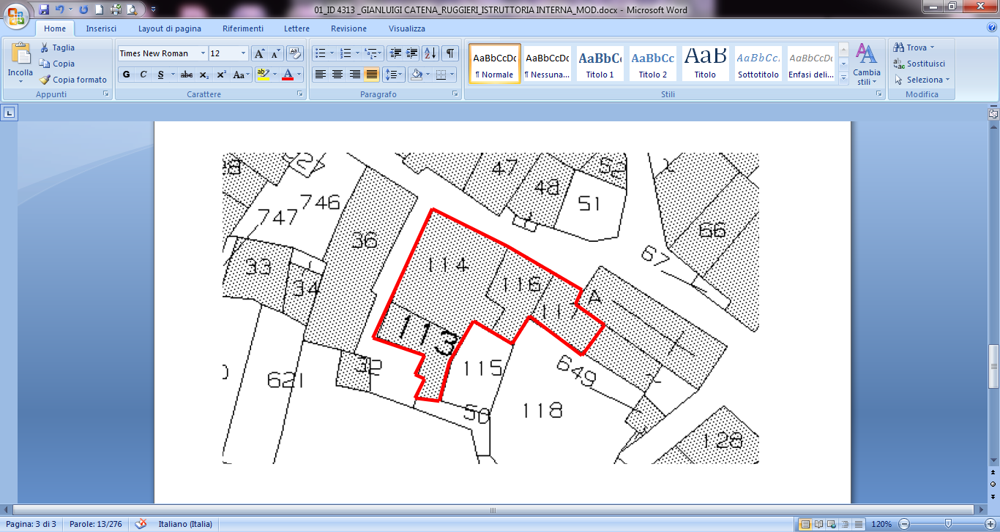 01_ID 4313 _GIANLUIGI CATENA_RUGGIERI_ISTRUTTORIA INTERNA_MOD.docx - Microsoft Word
Home Inserisci Layout di pagina Riferimenti Lettere Revisione Visualizza
Incolla
Taglia
Copia
Copia formato
Appunti
Times New Roman 12
G C S abc x₂ x² Aa
Carattere
Paragrafo
AaBbCcDc AaBbCcDc AaBbC AaBbCc AaB AaBbCc. AaBbCcDc
¶ Normale ¶ Nessuna... Titolo 1 Titolo 2 Titolo Sottotitolo Enfasi deli...
Cambia stili
Stili
Trova
Sostituisci
Seleziona
Modifica
47
52
746
48
51
747
36
66
67
33
114
34
116
A
117
113
32
115
649
621
50
118
128
Pagina: 3 di 3 Parole: 13/276 Italiano (Italia) 120%